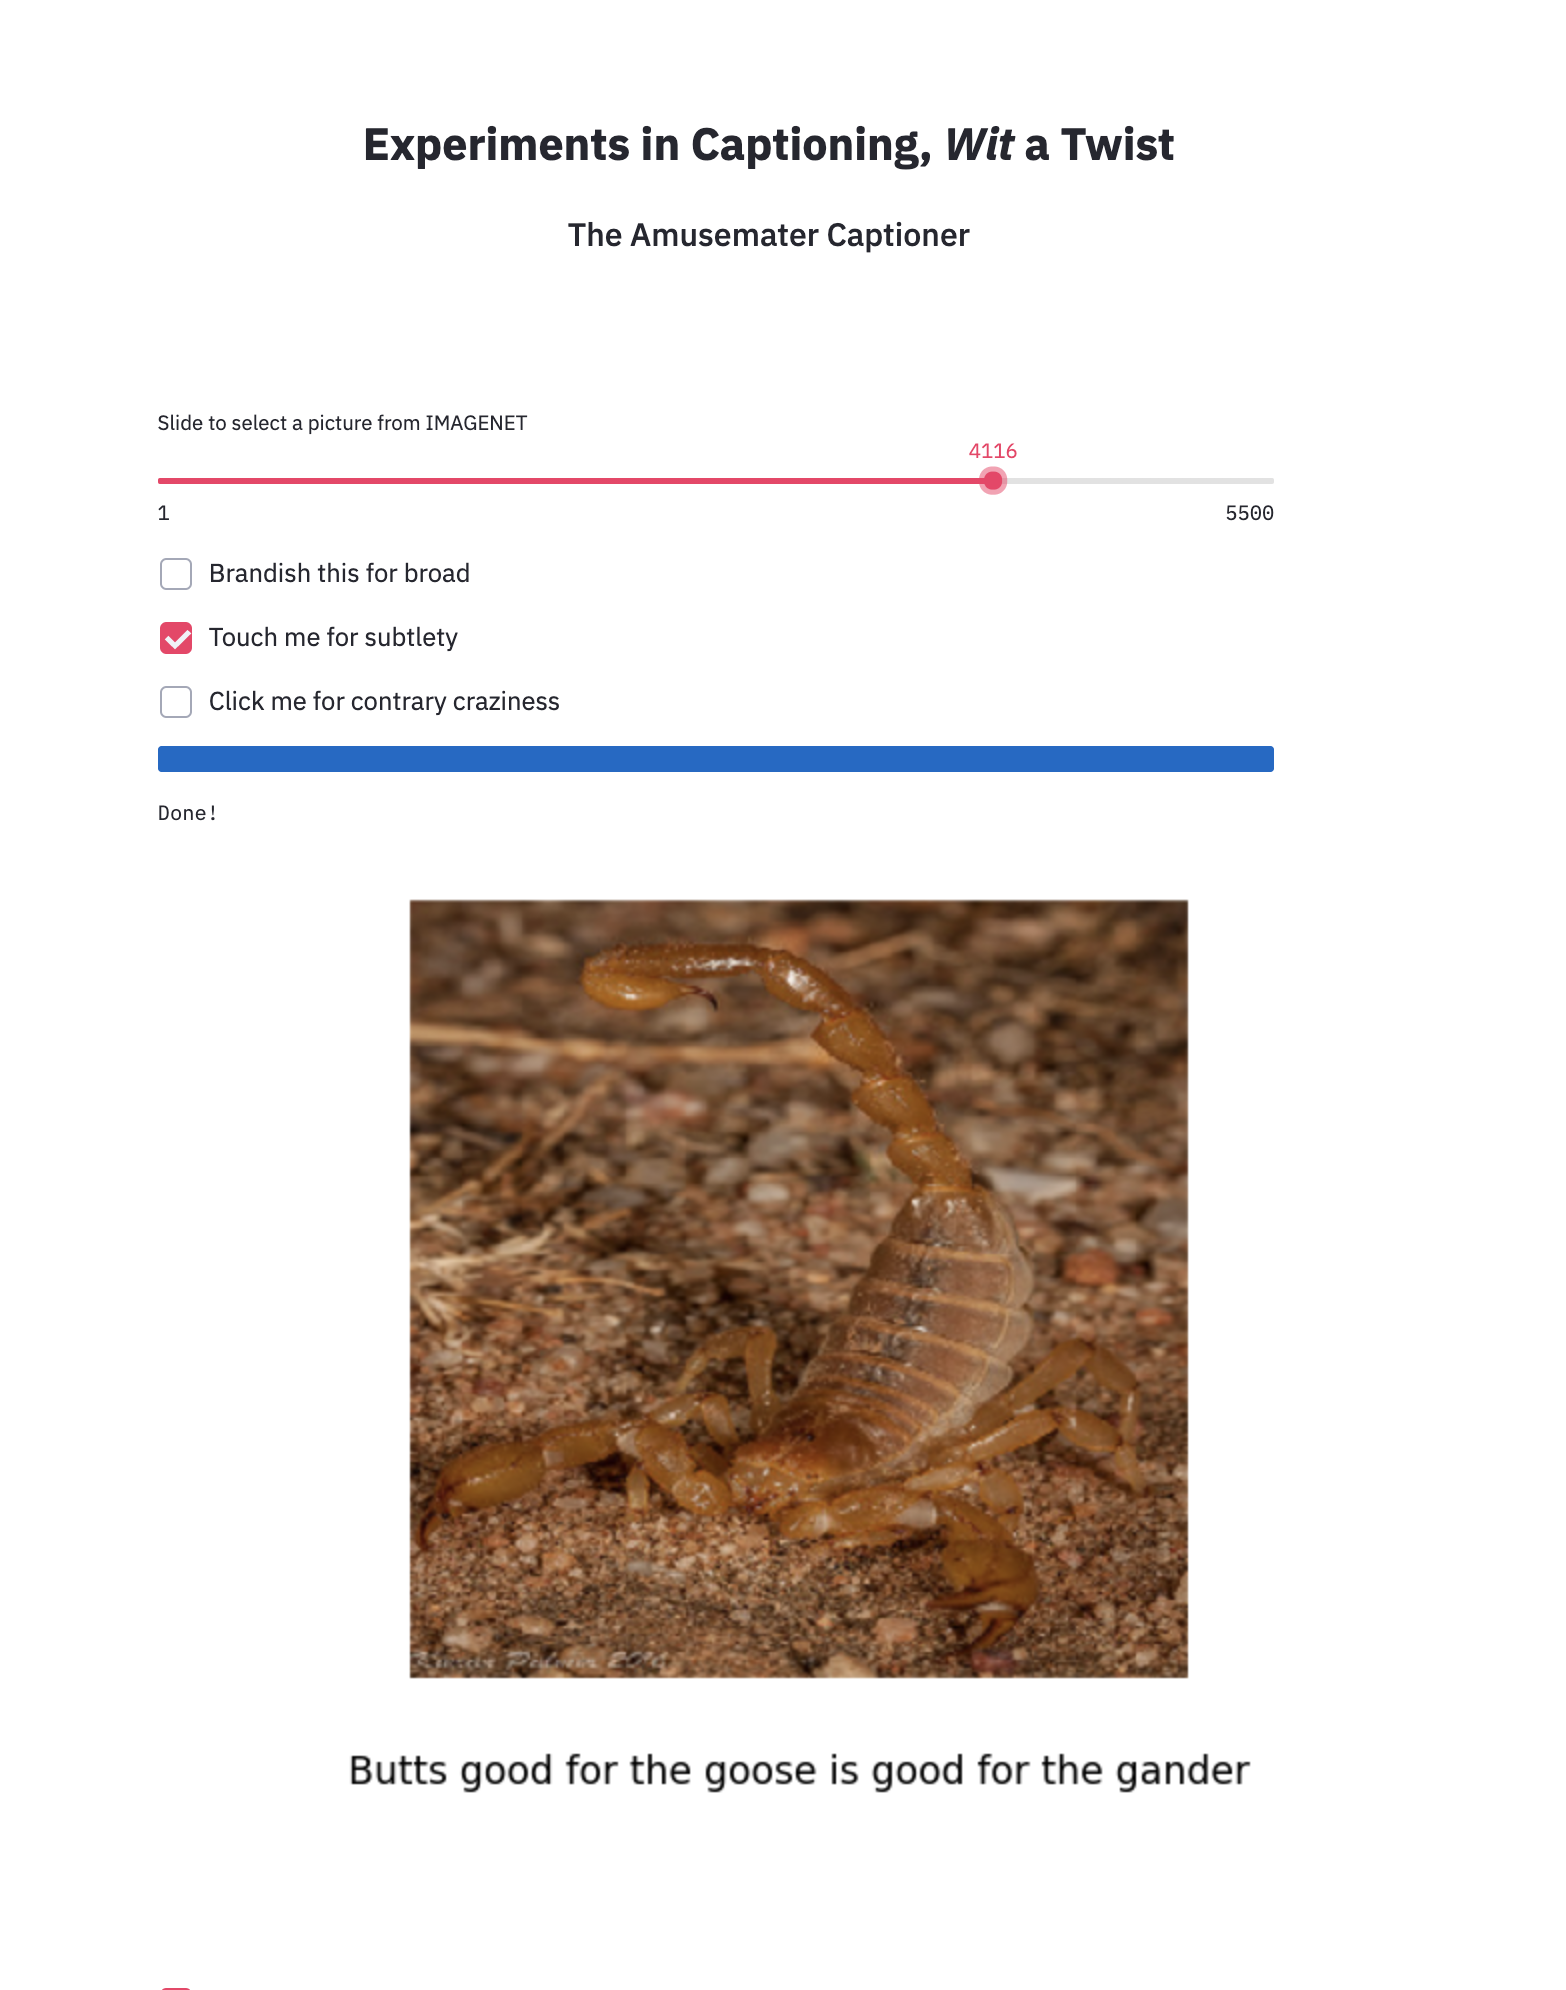 Experiments in Captioning, Wit a Twist
The Amusemater Captioner
Slide to select a picture from IMAGENET
4116
1
5500
Brandish this for broad
Touch me for subtlety
Click me for contrary craziness
Done!
Butts good for the goose is good for the gander